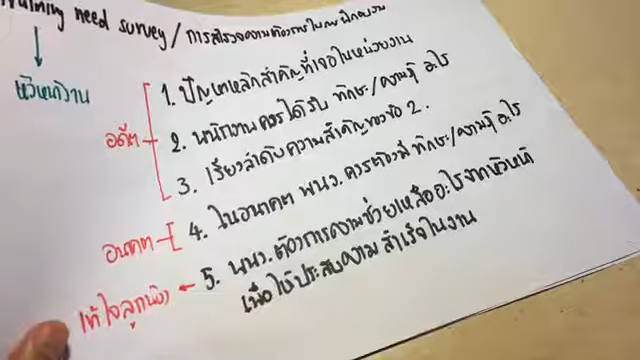 Training need survey / การสำรวจความต้องการในการฝึกอบรม
หัวหน้างาน
อดีต
1. ปัญหาหลักสำคัญที่เจอในหน่วยงาน
2. พนักงานควรได้รับ ทักษะ/ความรู้ อะไร
3. เรียงลำดับความสำคัญของข้อ 2.
อนาคต
4. ในอนาคต พนง. ควรต้องมี ทักษะ/ความรู้ อะไร
เข้าใจลูกน้อง
5. พนง. ต้องการความช่วยเหลืออะไรจากหัวหน้า
เพื่อให้ประสบความสำเร็จในงาน